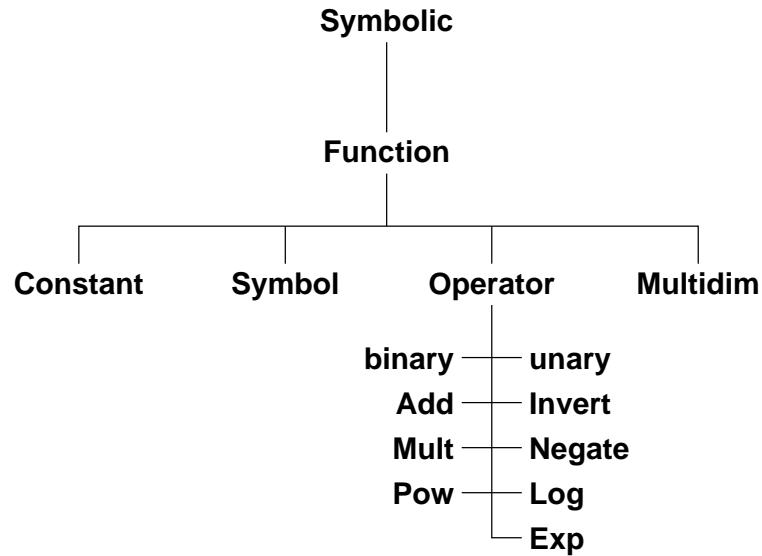 Symbolic
Function
Constant Symbol Operator Multidim
binary unary
Add Invert
Mult Negate
Pow Log
Exp